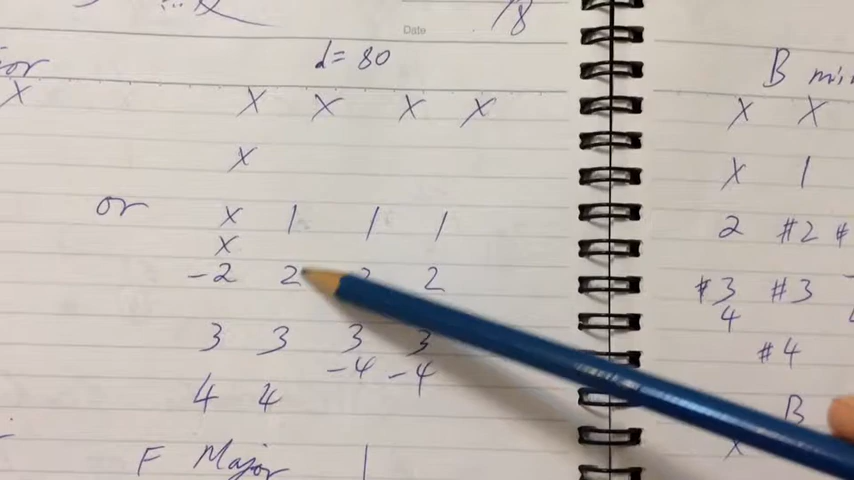 Date
18
or
d= 80
X X X X X
X
or X 1 1 1
X
-2 2 2 2
3 3 3 3
-4 -4
4 4
F Major
B
X X
X 1
2 #2 #
#3 #3
4
#4
B
X